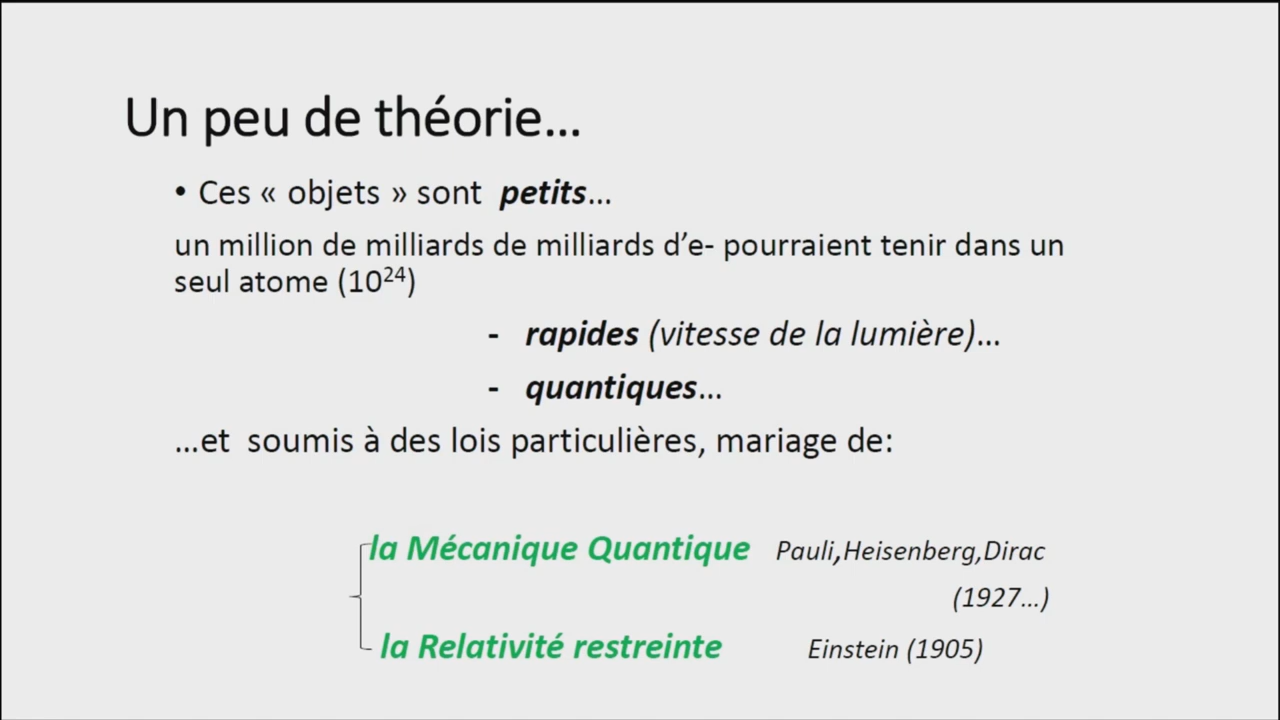 Un peu de théorie...
• Ces « objets » sont petits...
un million de milliards de milliards d’e- pourraient tenir dans un
seul atome (10²⁴)
- rapides (vitesse de la lumière)...
- quantiques...
...et soumis à des lois particulières, mariage de:
la Mécanique Quantique Pauli,Heisenberg,Dirac
(1927...)
la Relativité restreinte Einstein (1905)